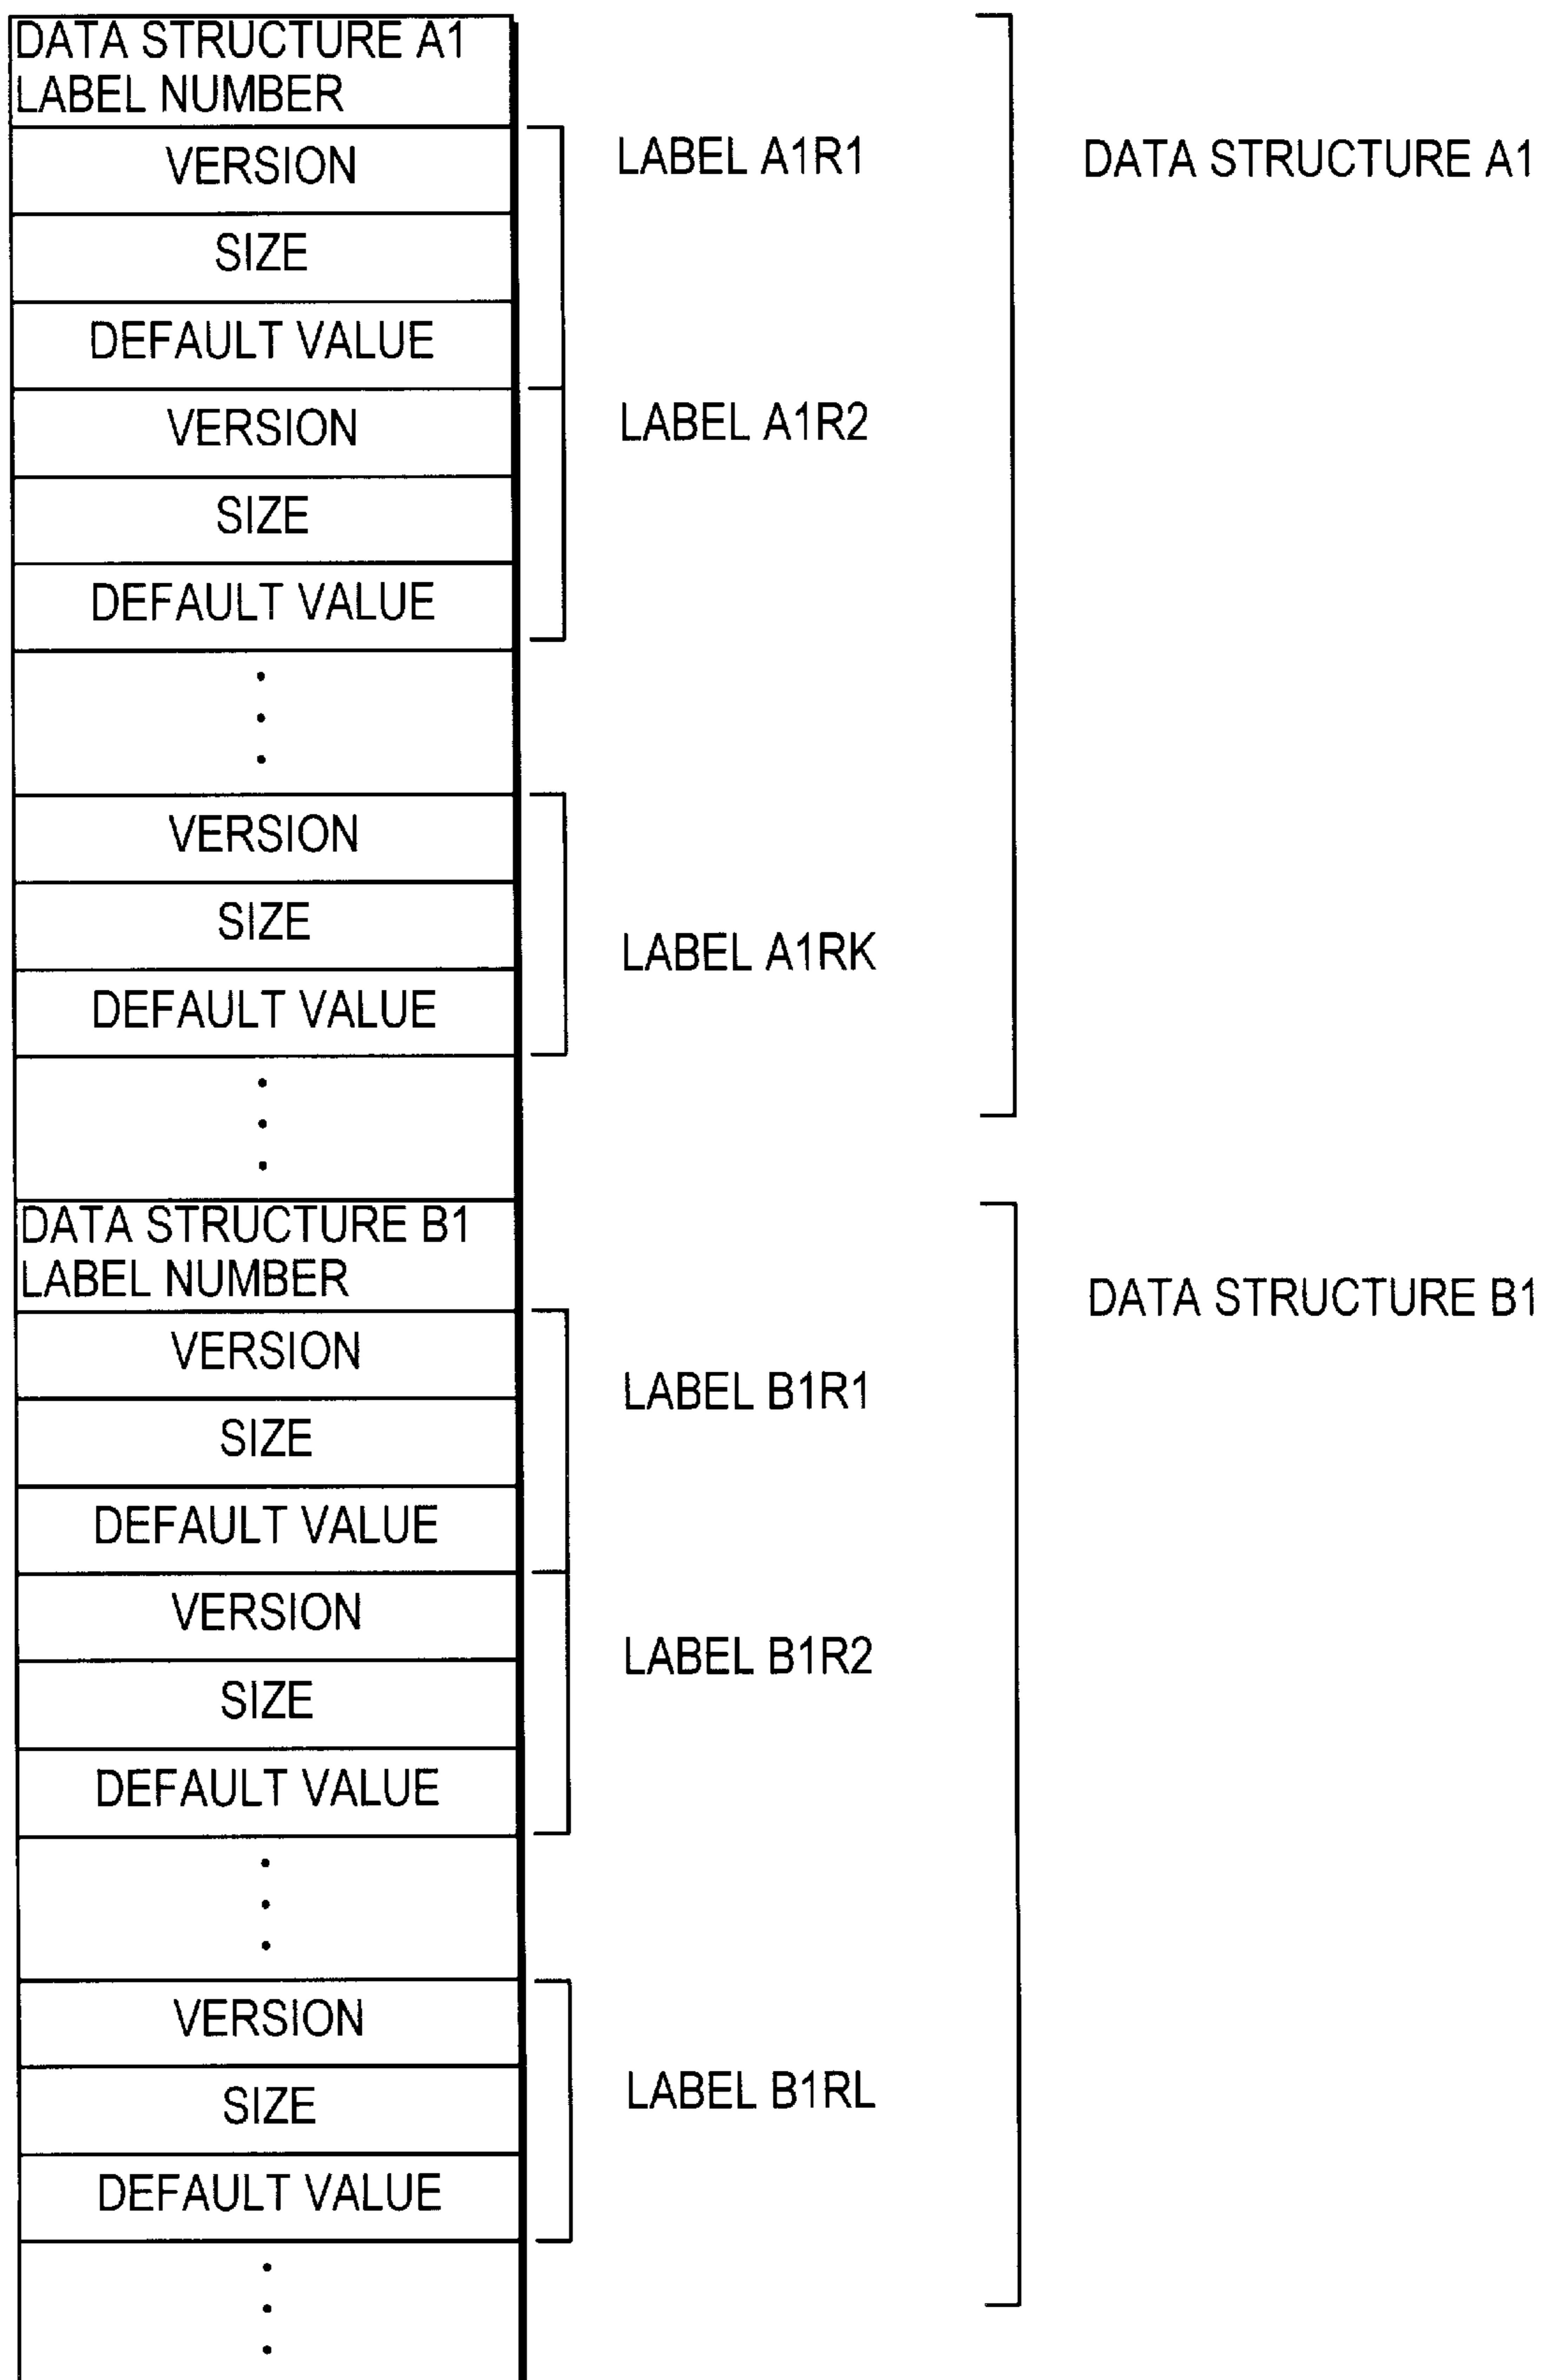 DATA STRUCTURE A1
LABEL NUMBER
VERSION
LABEL A1R1
DATA STRUCTURE A1
SIZE
DEFAULT VALUE
VERSION
LABEL A1R2
SIZE
DEFAULT VALUE
VERSION
SIZE
LABEL A1RK
DEFAULT VALUE
DATA STRUCTURE B1
LABEL NUMBER
DATA STRUCTURE B1
VERSION
LABEL B1R1
SIZE
DEFAULT VALUE
VERSION
LABEL B1R2
SIZE
DEFAULT VALUE
VERSION
SIZE
LABEL B1RL
DEFAULT VALUE